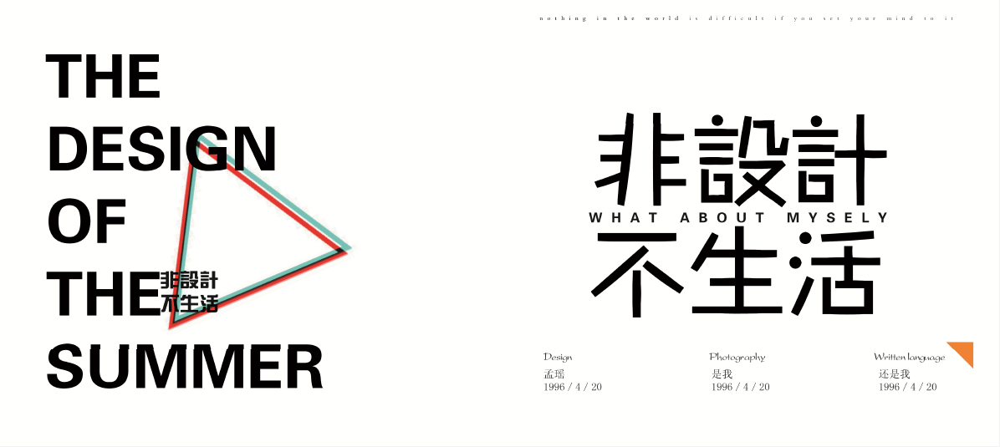 THE
DESIGN
OF
THE
非設計
不生活
SUMMER
nothing in the world is difficult if you set your mind to it
非設計
WHAT ABOUT MYSELY
不生活
Design
孟瑶
1996 / 4 / 20
Photography
是我
1996 / 4 / 20
Written language
还是我
1996 / 4 / 20